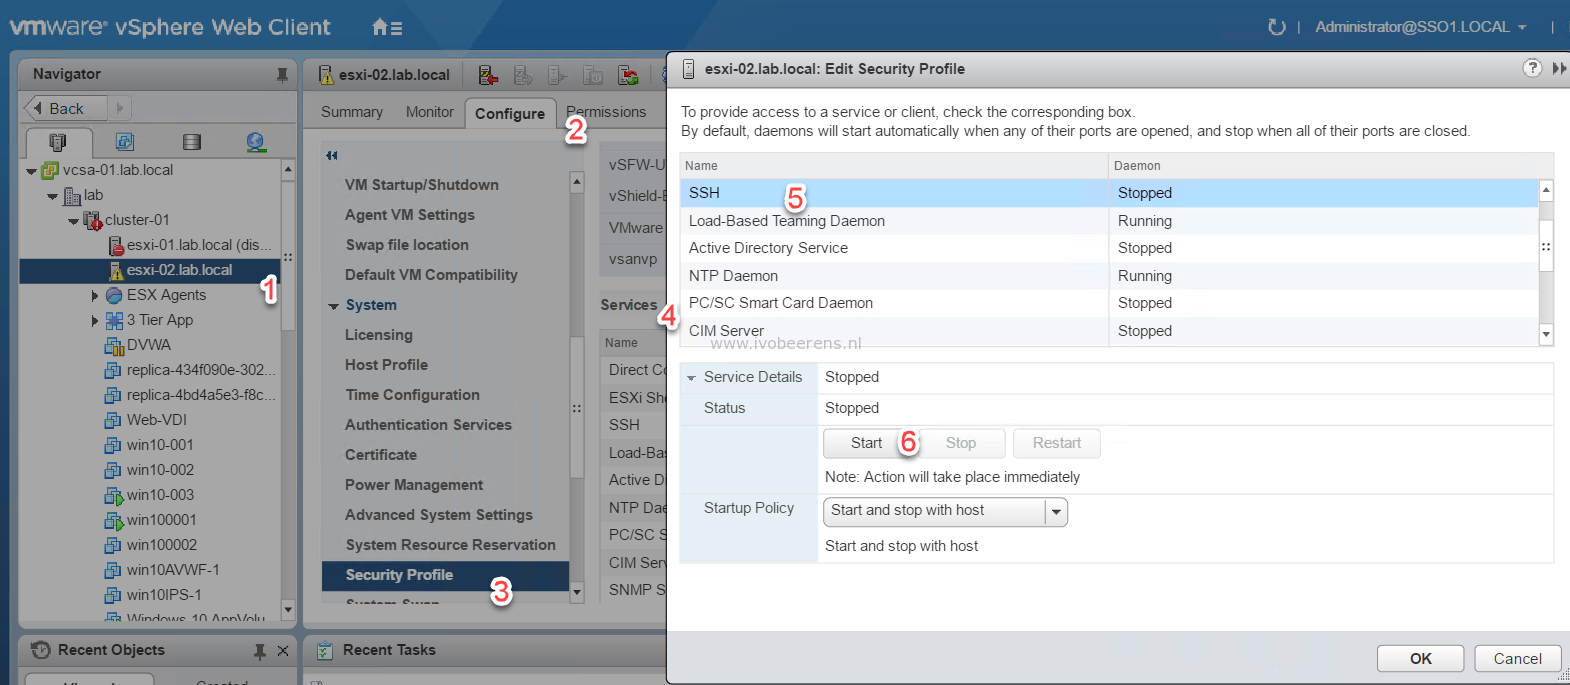 vmware® vSphere Web Client
Administrator@SSO1.LOCAL
Navigator
Back
vcsa-01.lab.local
lab
cluster-01
esxi-01.lab.local (dis...
esxi-02.lab.local
1
ESX Agents
3 Tier App
DVWA
replica-434f090e-302...
replica-4bd4a5e3-f8c...
Web-VDI
win10-001
win10-002
win10-003
win100001
win100002
win10AVWF-1
win10IPS-1
Windows 10 AppVolu
Recent Objects
Created
esxi-02.lab.local
Summary Monitor Configure Permissions
2
VM Startup/Shutdown
Agent VM Settings
Swap file location
Default VM Compatibility
System
Licensing
Host Profile
Time Configuration
Authentication Services
Certificate
Power Management
Advanced System Settings
System Resource Reservation
Security Profile
3
System Swap
vSFW-U
vShield-E
VMware
vsanvp
Services
4
Name
Direct Co
ESXi She
SSH
Load-Bas
Active D
NTP Dae
PC/SC S
CIM Serv
SNMP S
Recent Tasks
esxi-02.lab.local: Edit Security Profile
?
To provide access to a service or client, check the corresponding box.
By default, daemons will start automatically when any of their ports are opened, and stop when all of their ports are closed.
Name Daemon
SSH 5 Stopped
Load-Based Teaming Daemon Running
Active Directory Service Stopped
NTP Daemon Running
PC/SC Smart Card Daemon Stopped
CIM Server Stopped
www.ivobeerens.nl
Service Details Stopped
Status Stopped
Start 6 Stop Restart
Note: Action will take place immediately
Startup Policy Start and stop with host
Start and stop with host
OK Cancel